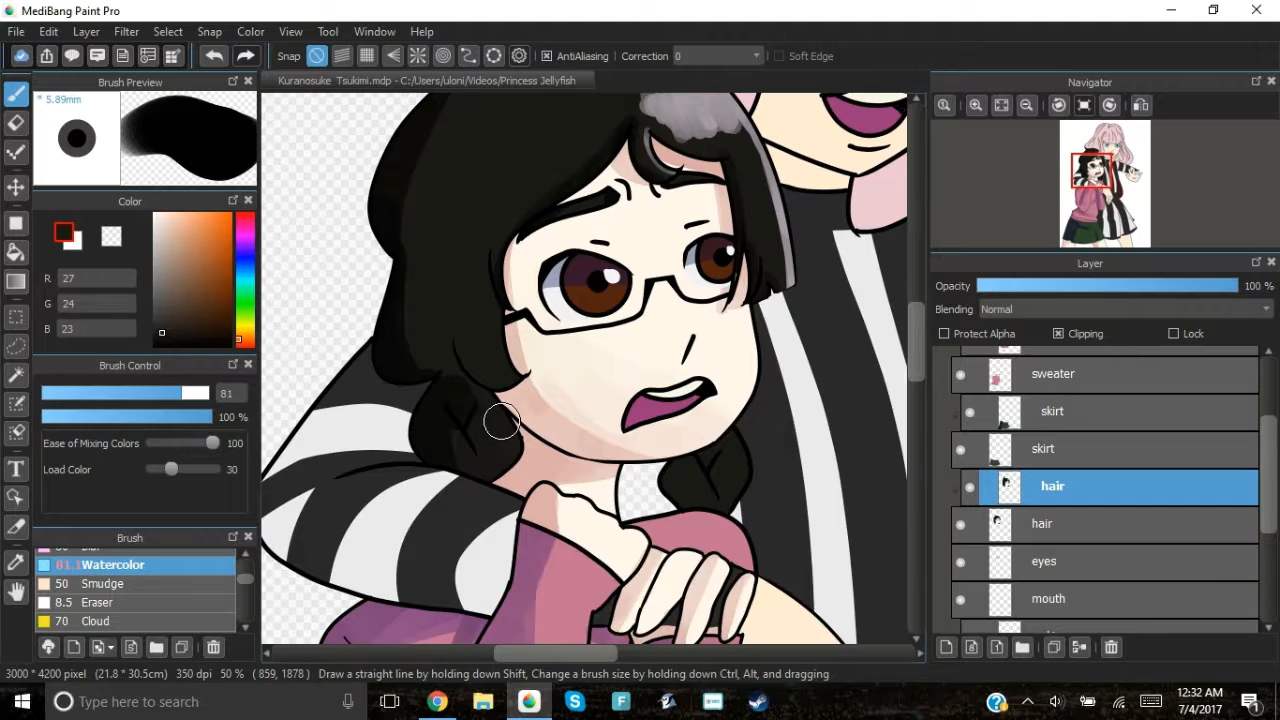 MediBang Paint Pro
File Edit Layer Filter Select Snap Color View Tool Window Help
Snap AntiAliasing Correction 0 Soft Edge
Brush Preview
Kuranosuke Tsukimi.mdp - C:/Users/uloni/Videos/Princess Jellyfish
Navigator
* 5.89mm
Color
R 27
G 24
B 23
Layer
Opacity 100 %
Blending Normal
Protect Alpha Clipping Lock
sweater
skirt
skirt
hair
hair
eyes
mouth
Brush Control
81
100 %
Ease of Mixing Colors 100
Load Color 30
Brush
81.1 Watercolor
50 Smudge
8.5 Eraser
70 Cloud
3000 * 4200 pixel (21.8 * 30.5cm) 350 dpi 50 % ( 859, 1878 ) Draw a straight line by holding down Shift, Change a brush size by holding down Ctrl, Alt, and dragging
Type here to search
12:32 AM
7/4/2017